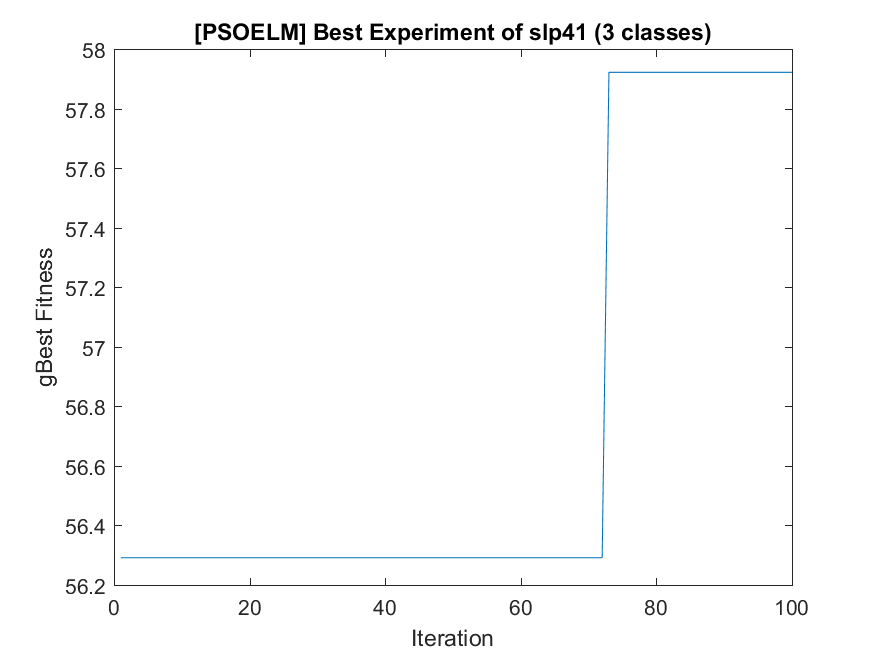 [PSOELM] Best Experiment of slp41 (3 classes)
58
57.8
57.6
57.4
57.2
57
56.8
56.6
56.4
56.2
gBest Fitness
0 20 40 60 80 100
Iteration